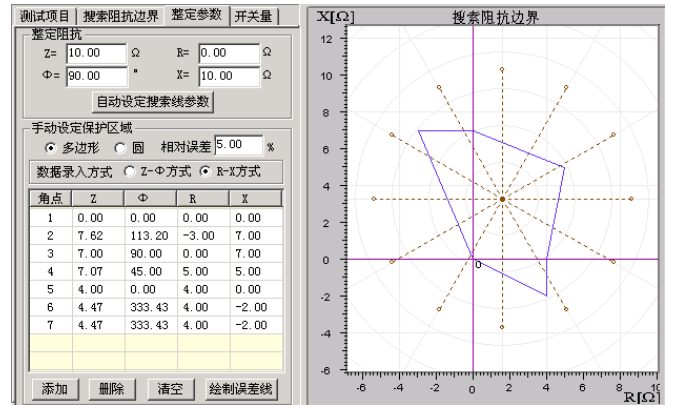 测试项目 搜索阻抗边界 整定参数 开关量
整定阻抗
Z= 10.00 Ω R= 0.00 Ω
Φ= 90.00 ° X= 10.00 Ω
自动设定搜索线参数
手动设定保护区域
多边形 圆 相对误差 5.00 %
数据录入方式 Z-Φ方式 R-X方式
角点 Z Φ R X
1 0.00 0.00 0.00 0.00
2 7.62 113.20 -3.00 7.00
3 7.00 90.00 0.00 7.00
4 7.07 45.00 5.00 5.00
5 4.00 0.00 4.00 0.00
6 4.47 333.43 4.00 -2.00
7 4.47 333.43 4.00 -2.00
添加 删除 清空 绘制误差线
X[Ω] 搜索阻抗边界
12
10
8
6
4
2
0
-2
-4
-6
0
-6 -4 -2 0 2 4 6 8 10
R[Ω]